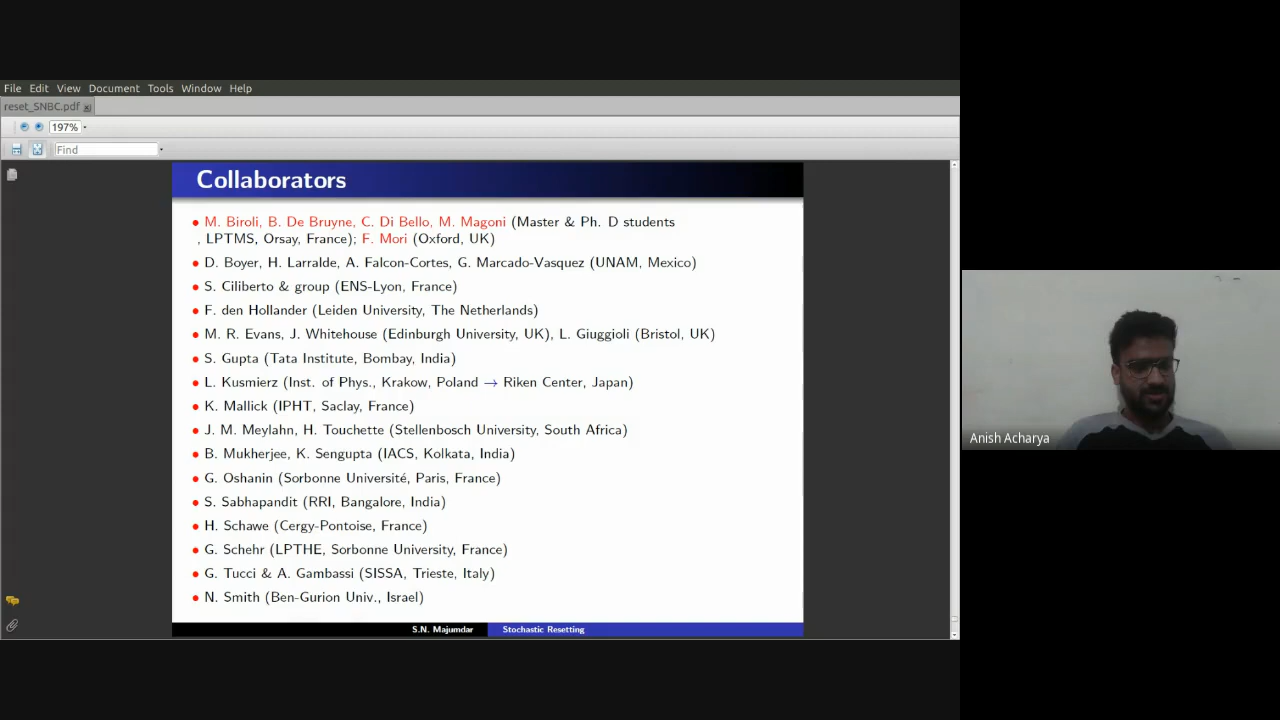 File Edit View Document Tools Window Help
reset_SNBC.pdf
197%
Find
Collaborators
M. Biroli, B. De Bruyne, C. Di Bello, M. Magoni (Master & Ph. D students
, LPTMS, Orsay, France); F. Mori (Oxford, UK)
D. Boyer, H. Larralde, A. Falcon-Cortes, G. Marcado-Vasquez (UNAM, Mexico)
S. Ciliberto & group (ENS-Lyon, France)
F. den Hollander (Leiden University, The Netherlands)
M. R. Evans, J. Whitehouse (Edinburgh University, UK), L. Giuggioli (Bristol, UK)
S. Gupta (Tata Institute, Bombay, India)
L. Kusmierz (Inst. of Phys., Krakow, Poland → Riken Center, Japan)
K. Mallick (IPHT, Saclay, France)
J. M. Meylahn, H. Touchette (Stellenbosch University, South Africa)
B. Mukherjee, K. Sengupta (IACS, Kolkata, India)
G. Oshanin (Sorbonne Université, Paris, France)
S. Sabhapandit (RRI, Bangalore, India)
H. Schawe (Cergy-Pontoise, France)
G. Schehr (LPTHE, Sorbonne University, France)
G. Tucci & A. Gambassi (SISSA, Trieste, Italy)
N. Smith (Ben-Gurion Univ., Israel)
S.N. Majumdar Stochastic Resetting
Anish Acharya